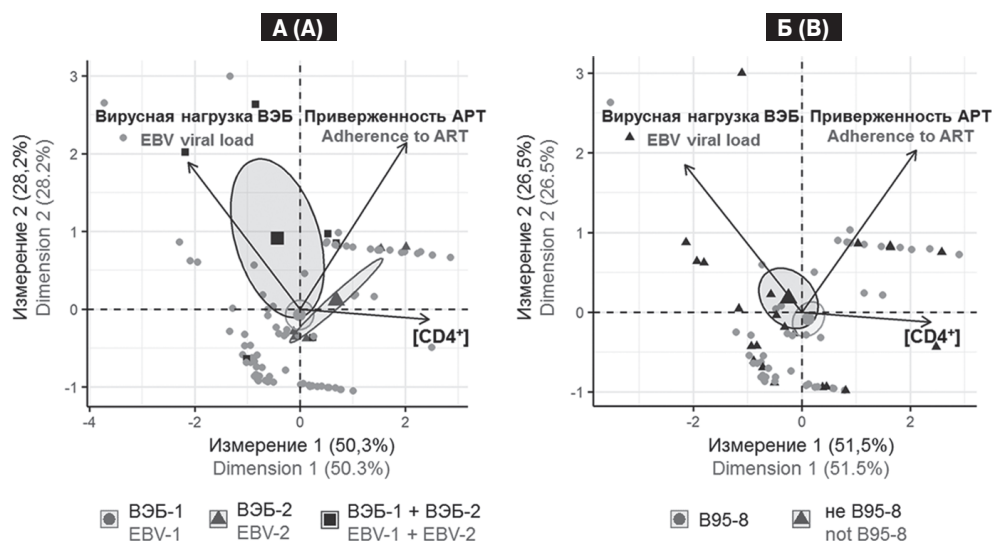 А (A)
3
2
1
0
-1
-4
-2
0
2
Вирусная нагрузка ВЭБ
EBV viral load
Приверженность АРТ
Adherence to ART
[CD4⁺]
Измерение 2 (28,2%)
Dimension 2 (28.2%)
Измерение 1 (50,3%)
Dimension 1 (50.3%)
ВЭБ-1
EBV-1
ВЭБ-2
EBV-2
ВЭБ-1 + ВЭБ-2
EBV-1 + EBV-2
Б (B)
3
2
1
0
-1
-2
0
2
Вирусная нагрузка ВЭБ
EBV viral load
Приверженность АРТ
Adherence to ART
[CD4⁺]
Измерение 2 (26,5%)
Dimension 2 (26.5%)
Измерение 1 (51,5%)
Dimension 1 (51.5%)
B95-8
не B95-8
not B95-8